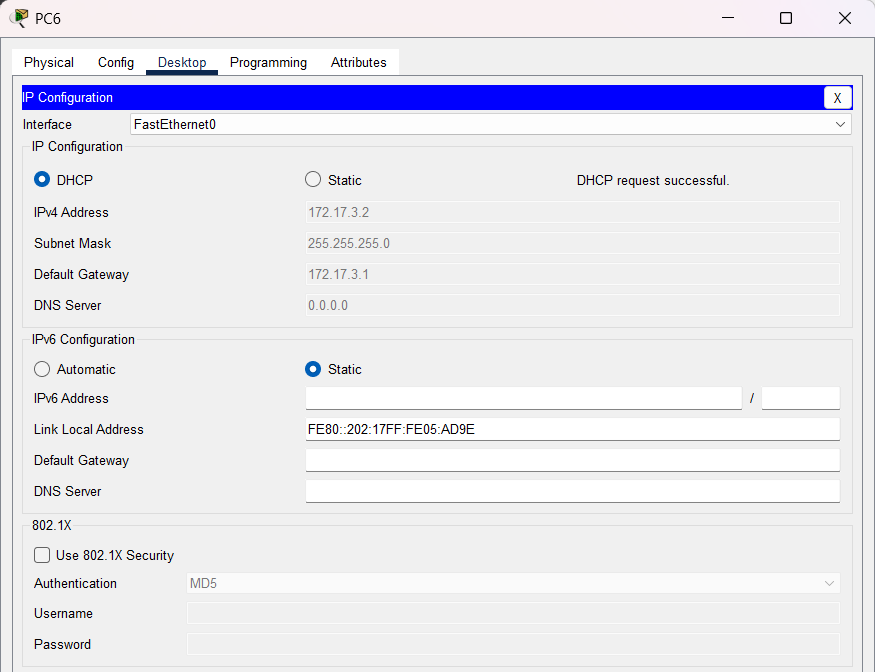 PC6
Physical Config Desktop Programming Attributes
IP Configuration X
Interface FastEthernet0
IP Configuration
DHCP Static DHCP request successful.
IPv4 Address 172.17.3.2
Subnet Mask 255.255.255.0
Default Gateway 172.17.3.1
DNS Server 0.0.0.0
IPv6 Configuration
Automatic Static
IPv6 Address /
Link Local Address FE80::202:17FF:FE05:AD9E
Default Gateway
DNS Server
802.1X
Use 802.1X Security
Authentication MD5
Username
Password